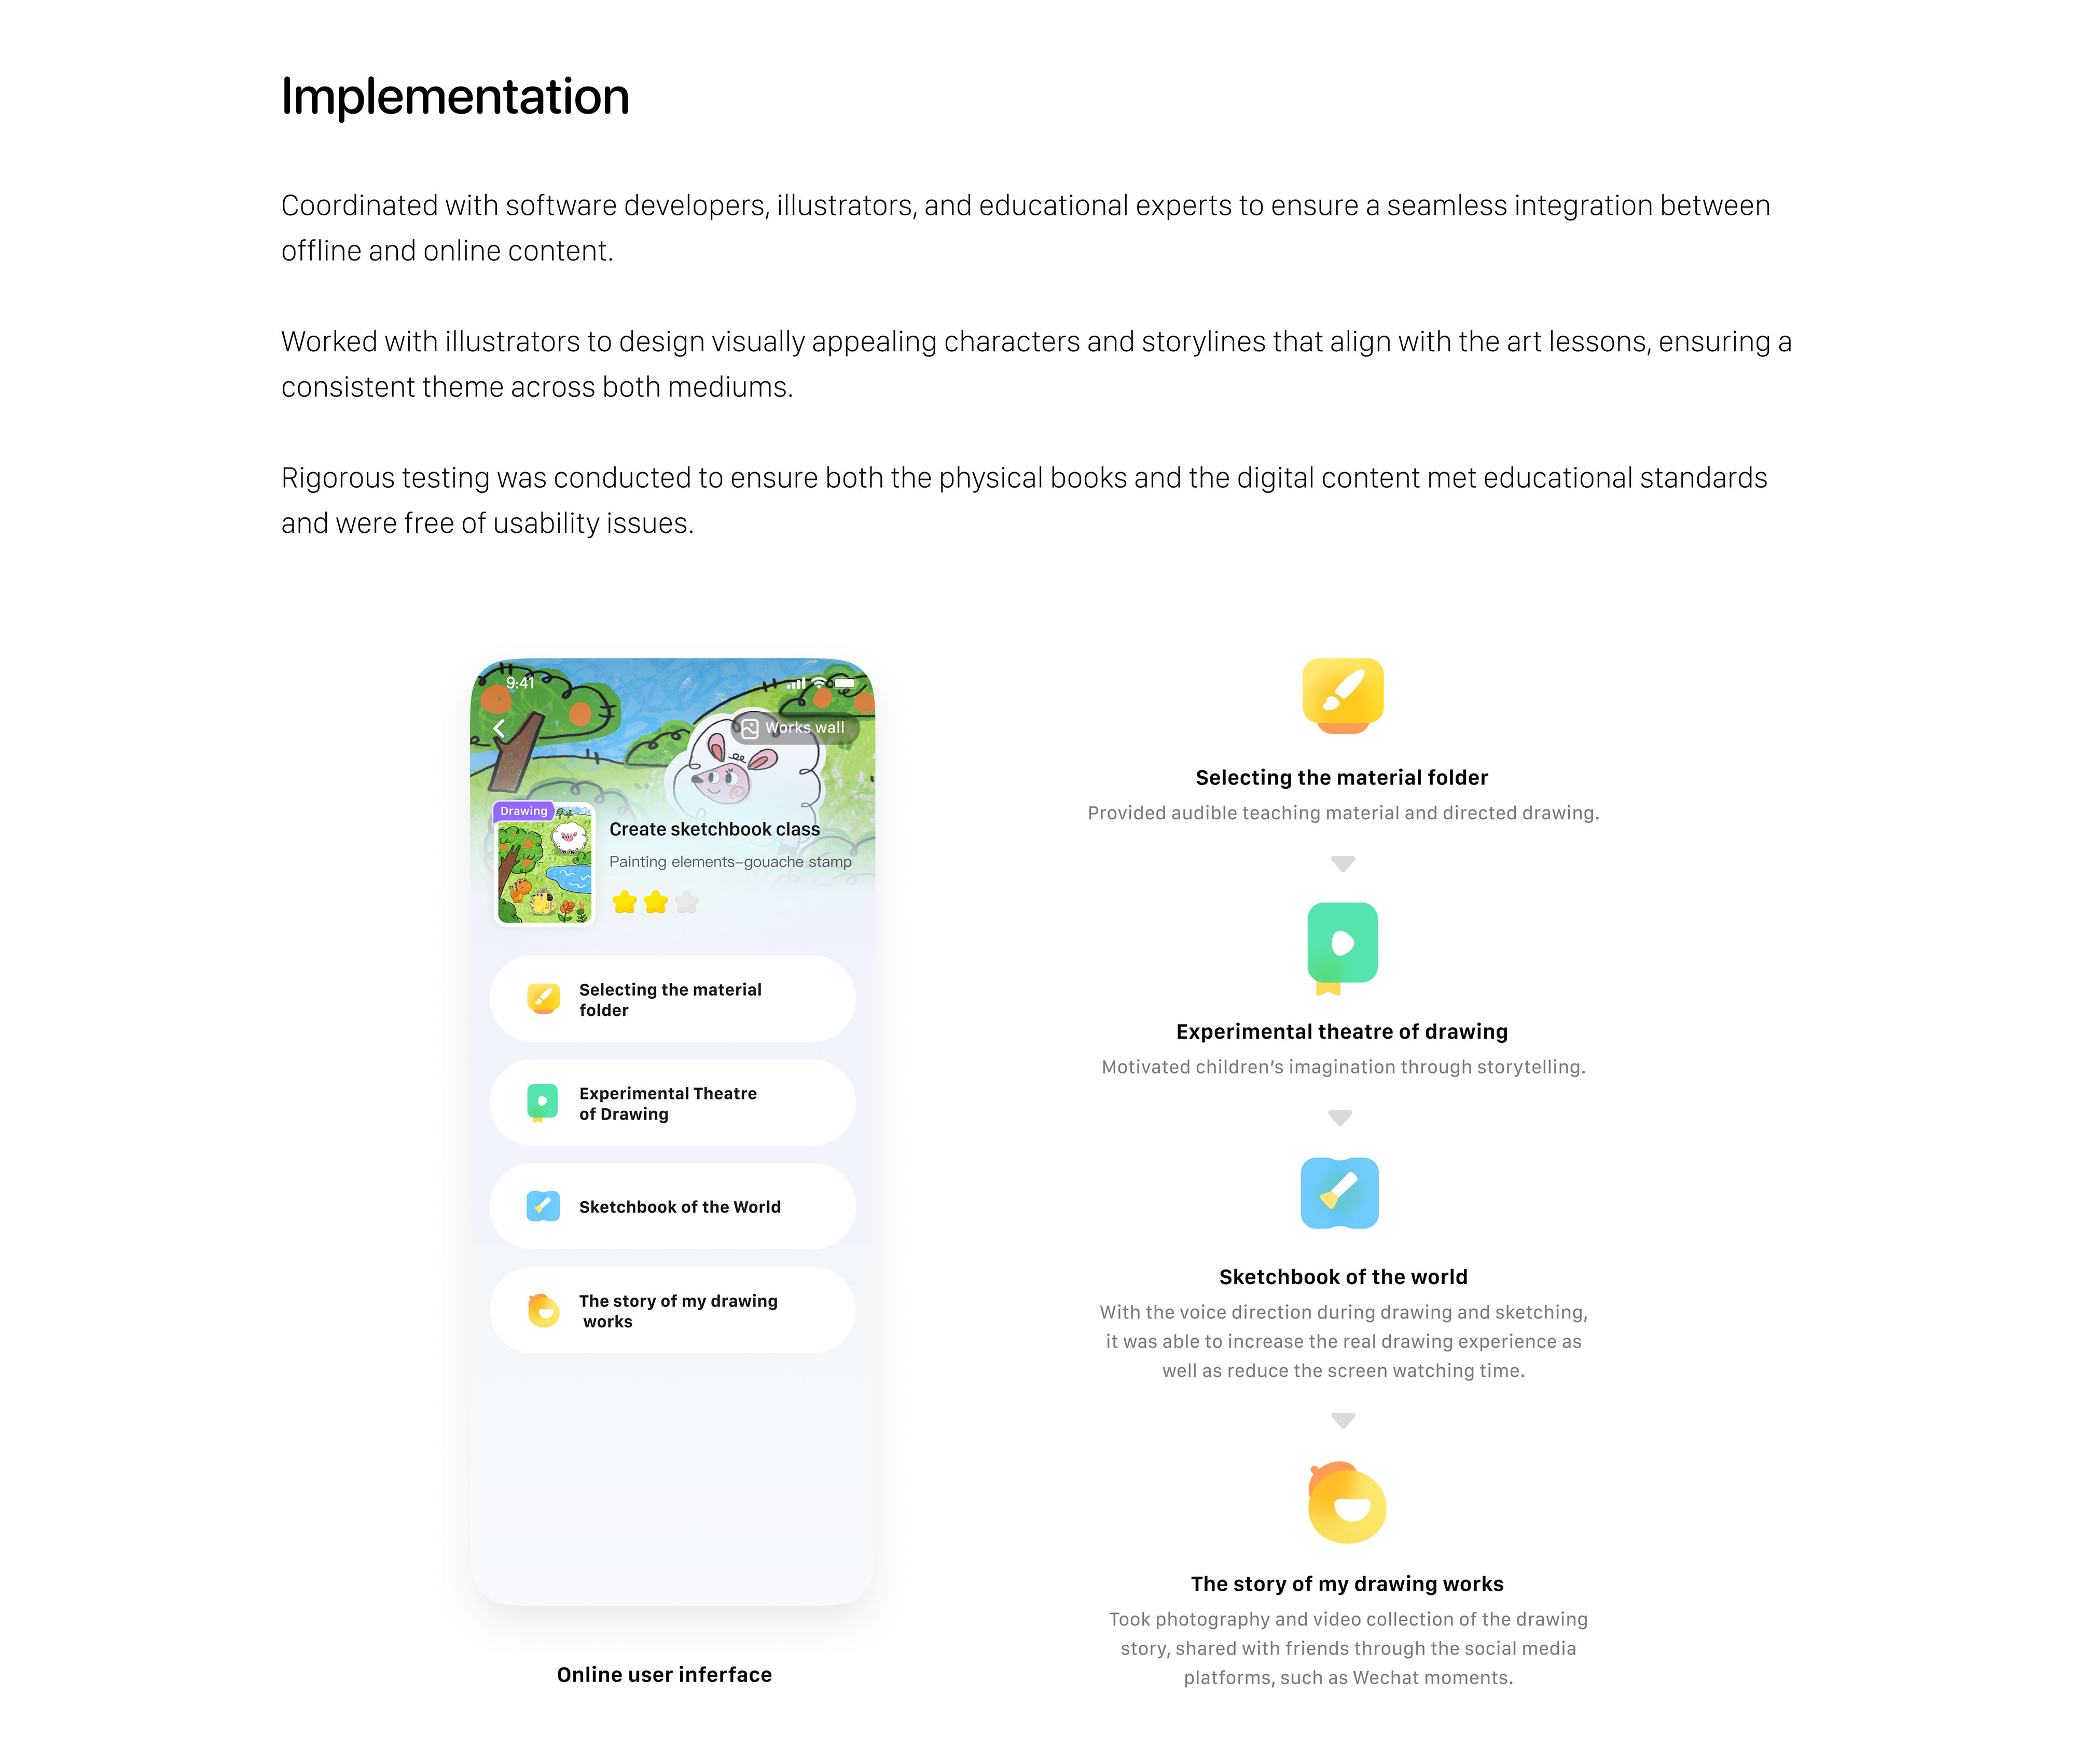 Implementation
Coordinated with software developers, illustrators, and educational experts to ensure a seamless integration between
offline and online content.
Worked with illustrators to design visually appealing characters and storylines that align with the art lessons, ensuring a
consistent theme across both mediums.
Rigorous testing was conducted to ensure both the physical books and the digital content met educational standards
and were free of usability issues.
9:41
Works wall
Drawing
Create sketchbook class
Painting elements–gouache stamp
Selecting the material
folder
Experimental Theatre
of Drawing
Sketchbook of the World
The story of my drawing
works
Online user inferface
Selecting the material folder
Provided audible teaching material and directed drawing.
Experimental theatre of drawing
Motivated children’s imagination through storytelling.
Sketchbook of the world
With the voice direction during drawing and sketching,
it was able to increase the real drawing experience as
well as reduce the screen watching time.
The story of my drawing works
Took photography and video collection of the drawing
story, shared with friends through the social media
platforms, such as Wechat moments.